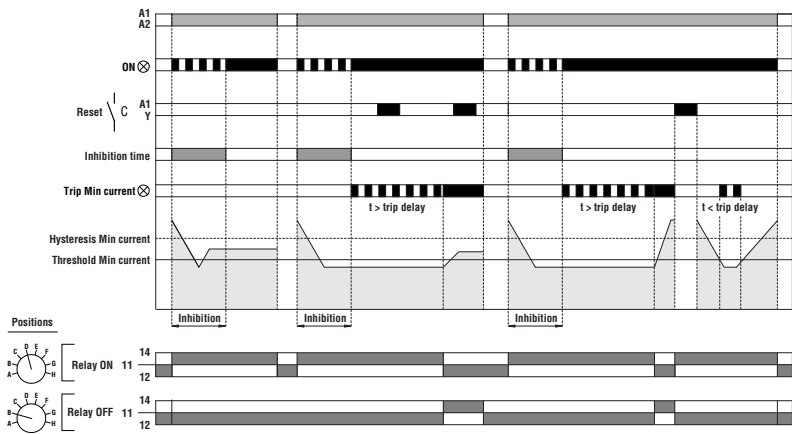 A1
A2
ON
Reset C A1
Y
Inhibition time
Trip Min current
t > trip delay t > trip delay t < trip delay
Hysteresis Min current
Threshold Min current
Inhibition Inhibition Inhibition
Positions
A B C D E F G H
Relay ON 11 14
12
A B C D E F G H
Relay OFF 11 14
12